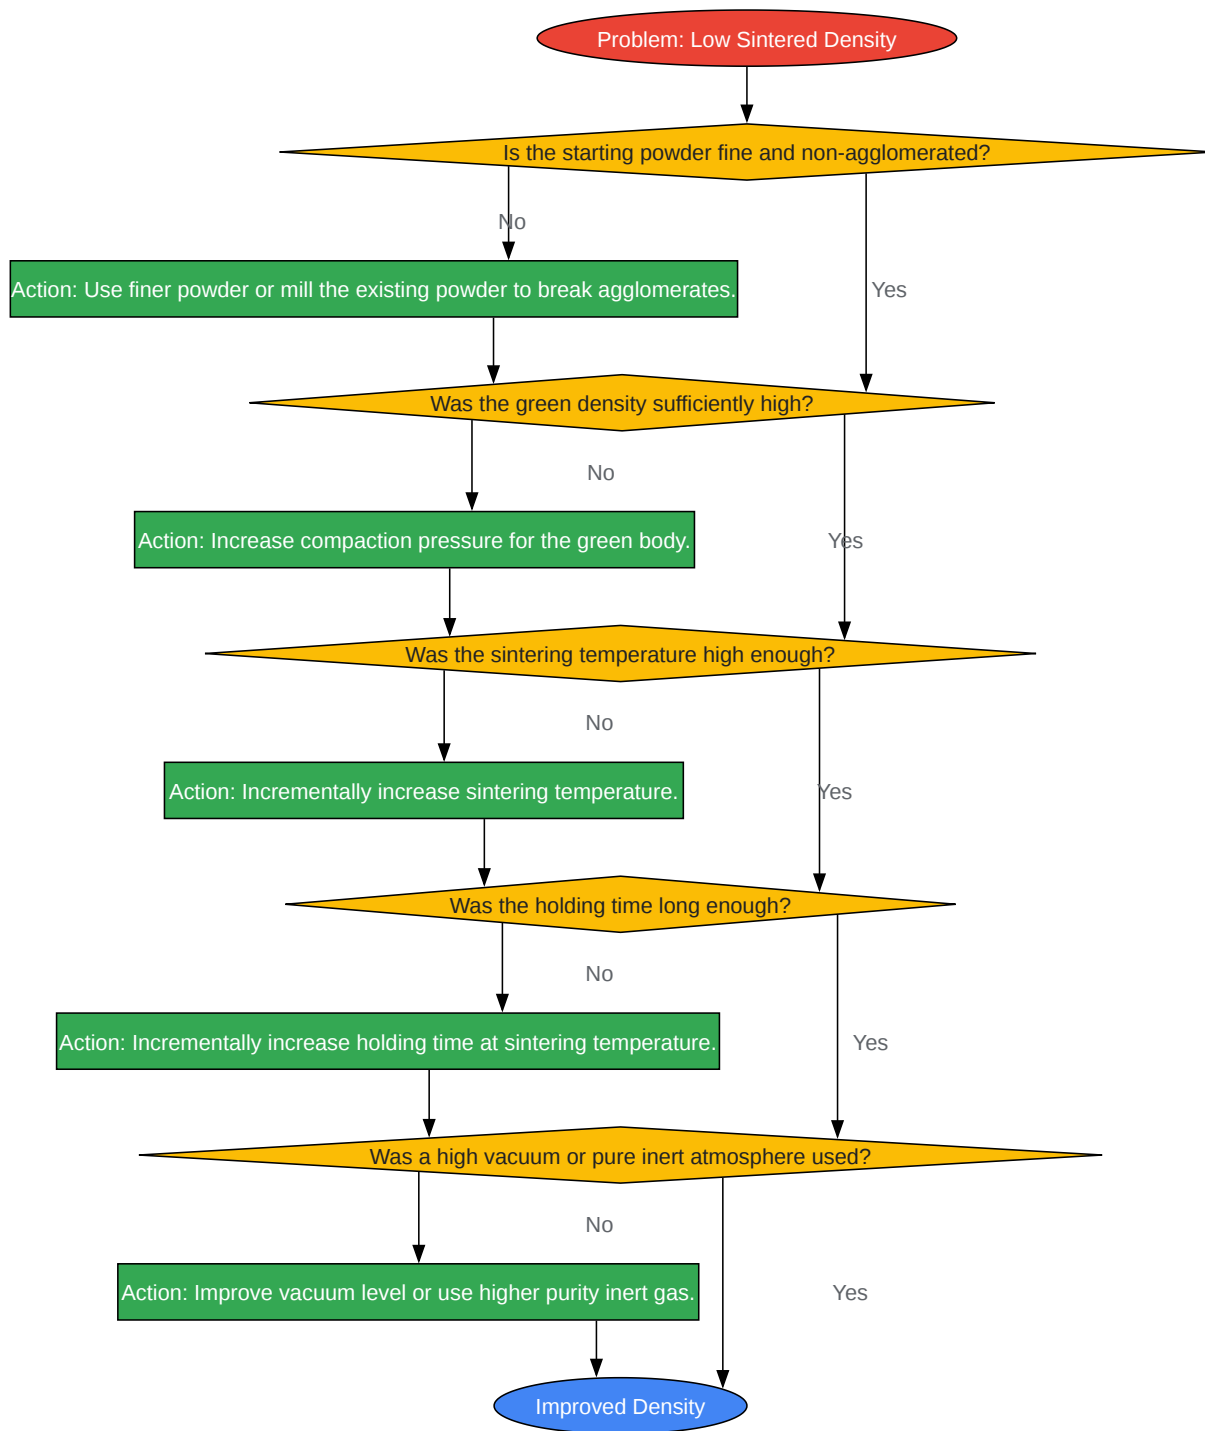 Problem: Low Sintered Density
Is the starting powder fine and non-agglomerated?
No
Action: Use finer powder or mill the existing powder to break agglomerates.
Yes
Was the green density sufficiently high?
No
Action: Increase compaction pressure for the green body.
Yes
Was the sintering temperature high enough?
No
Action: Incrementally increase sintering temperature.
Yes
Was the holding time long enough?
No
Action: Incrementally increase holding time at sintering temperature.
Yes
Was a high vacuum or pure inert atmosphere used?
No
Action: Improve vacuum level or use higher purity inert gas.
Yes
Improved Density